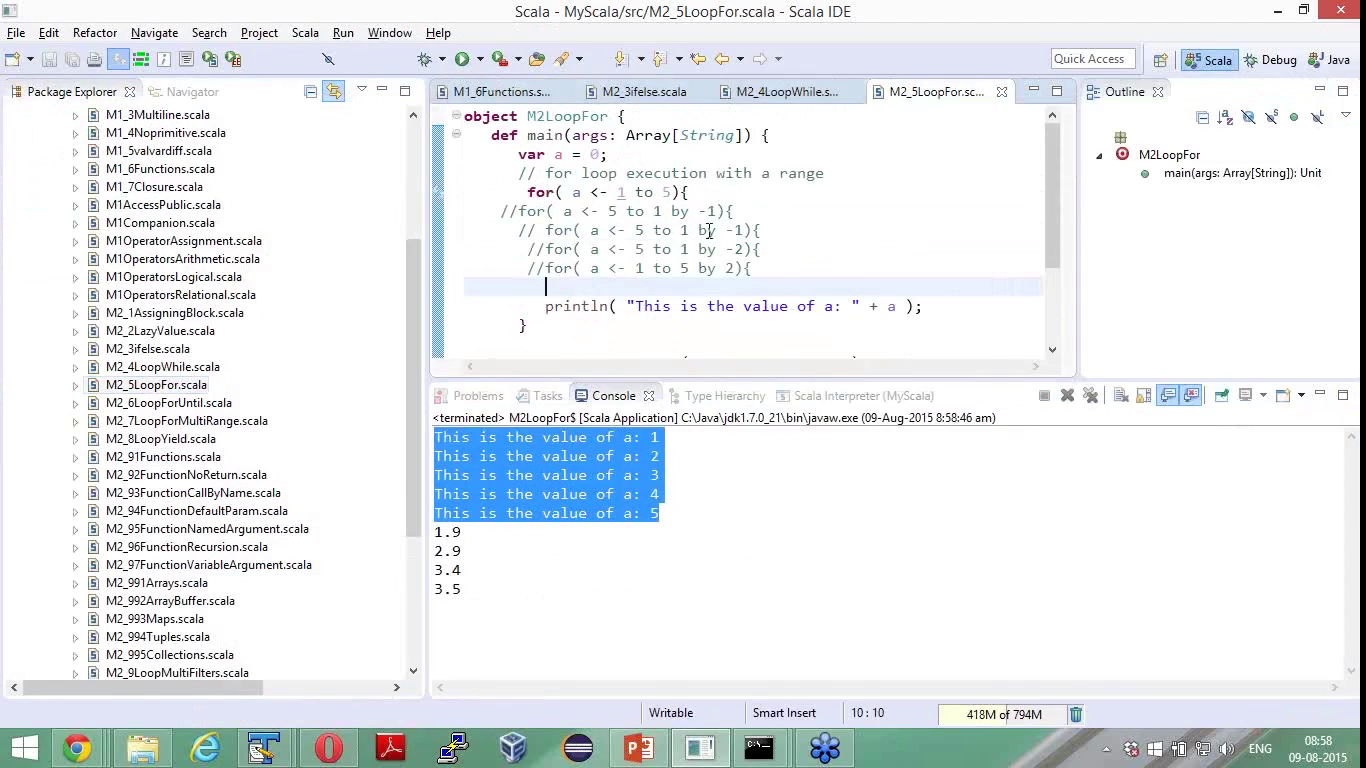 Scala - MyScala/src/M2_5LoopFor.scala - Scala IDE
File Edit Refactor Navigate Search Project Scala Run Window Help
Quick Access Scala Debug Java
Package Explorer Navigator
M1_3Multiline.scala
M1_4Noprimitive.scala
M1_5valvardiff.scala
M1_6Functions.scala
M1_7Closure.scala
M1AccessPublic.scala
M1Companion.scala
M1OperatorAssignment.scala
M1OperatorsArithmetic.scala
M1OperatorsLogical.scala
M1OperatorsRelational.scala
M2_1AssigningBlock.scala
M2_2LazyValue.scala
M2_3ifelse.scala
M2_4LoopWhile.scala
M2_5LoopFor.scala
M2_6LoopForUntil.scala
M2_7LoopForMultiRange.scala
M2_8LoopYield.scala
M2_91Functions.scala
M2_92FunctionNoReturn.scala
M2_93FunctionCallByName.scala
M2_94FunctionDefaultParam.scala
M2_95FunctionNamedArgument.scala
M2_96FunctionRecursion.scala
M2_97FunctionVariableArgument.scala
M2_991Arrays.scala
M2_992ArrayBuffer.scala
M2_993Maps.scala
M2_994Tuples.scala
M2_995Collections.scala
M2_9LoopMultiFilters.scala
M1_6Functions.s... M2_3ifelse.scala M2_4LoopWhile.s... M2_5LoopFor.sc...
object M2LoopFor {
def main(args: Array[String]) {
var a = 0;
// for loop execution with a range
for( a <- 1 to 5){
//for( a <- 5 to 1 by -1){
// for( a <- 5 to 1 by -1){
//for( a <- 5 to 1 by -2){
//for( a <- 1 to 5 by 2){
println( "This is the value of a: " + a );
}
Outline
M2LoopFor
main(args: Array[String]): Unit
Problems Tasks Console Type Hierarchy Scala Interpreter (MyScala)
<terminated> M2LoopFor$ [Scala Application] C:\Java\jdk1.7.0_21\bin\javaw.exe (09-Aug-2015 8:58:46 am)
This is the value of a: 1
This is the value of a: 2
This is the value of a: 3
This is the value of a: 4
This is the value of a: 5
1.9
2.9
3.4
3.5
Writable Smart Insert 10 : 10 418M of 794M
ENG
08:58
09-08-2015